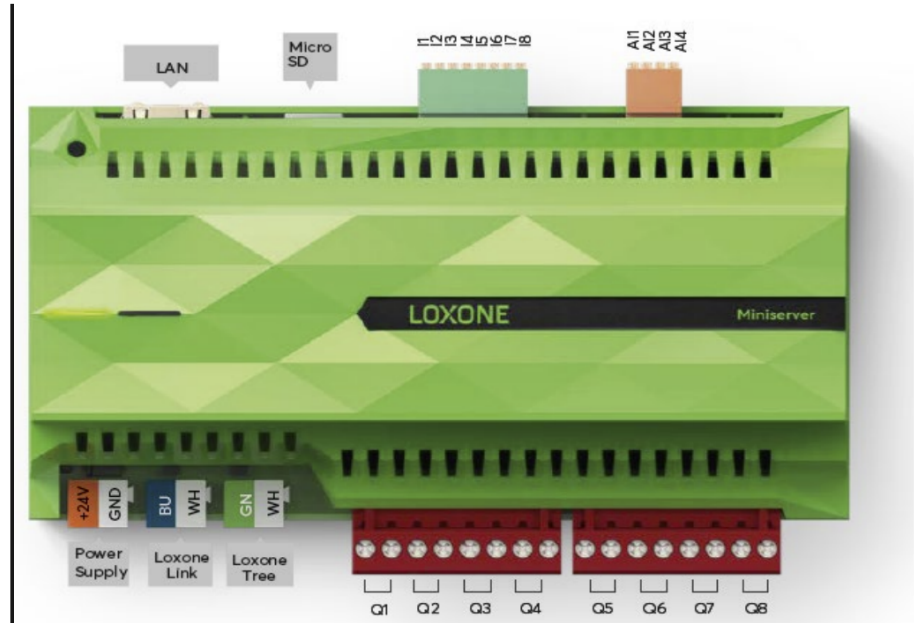 LAN
Micro
SD
I1
I2
I3
I4
I5
I6
I7
I8
AI1
AI2
AI3
AI4
LOXONE
Miniserver
+24V
GND
BU
WH
GN
WH
Power
Supply
Loxone
Link
Loxone
Tree
Q1 Q2 Q3 Q4 Q5 Q6 Q7 Q8